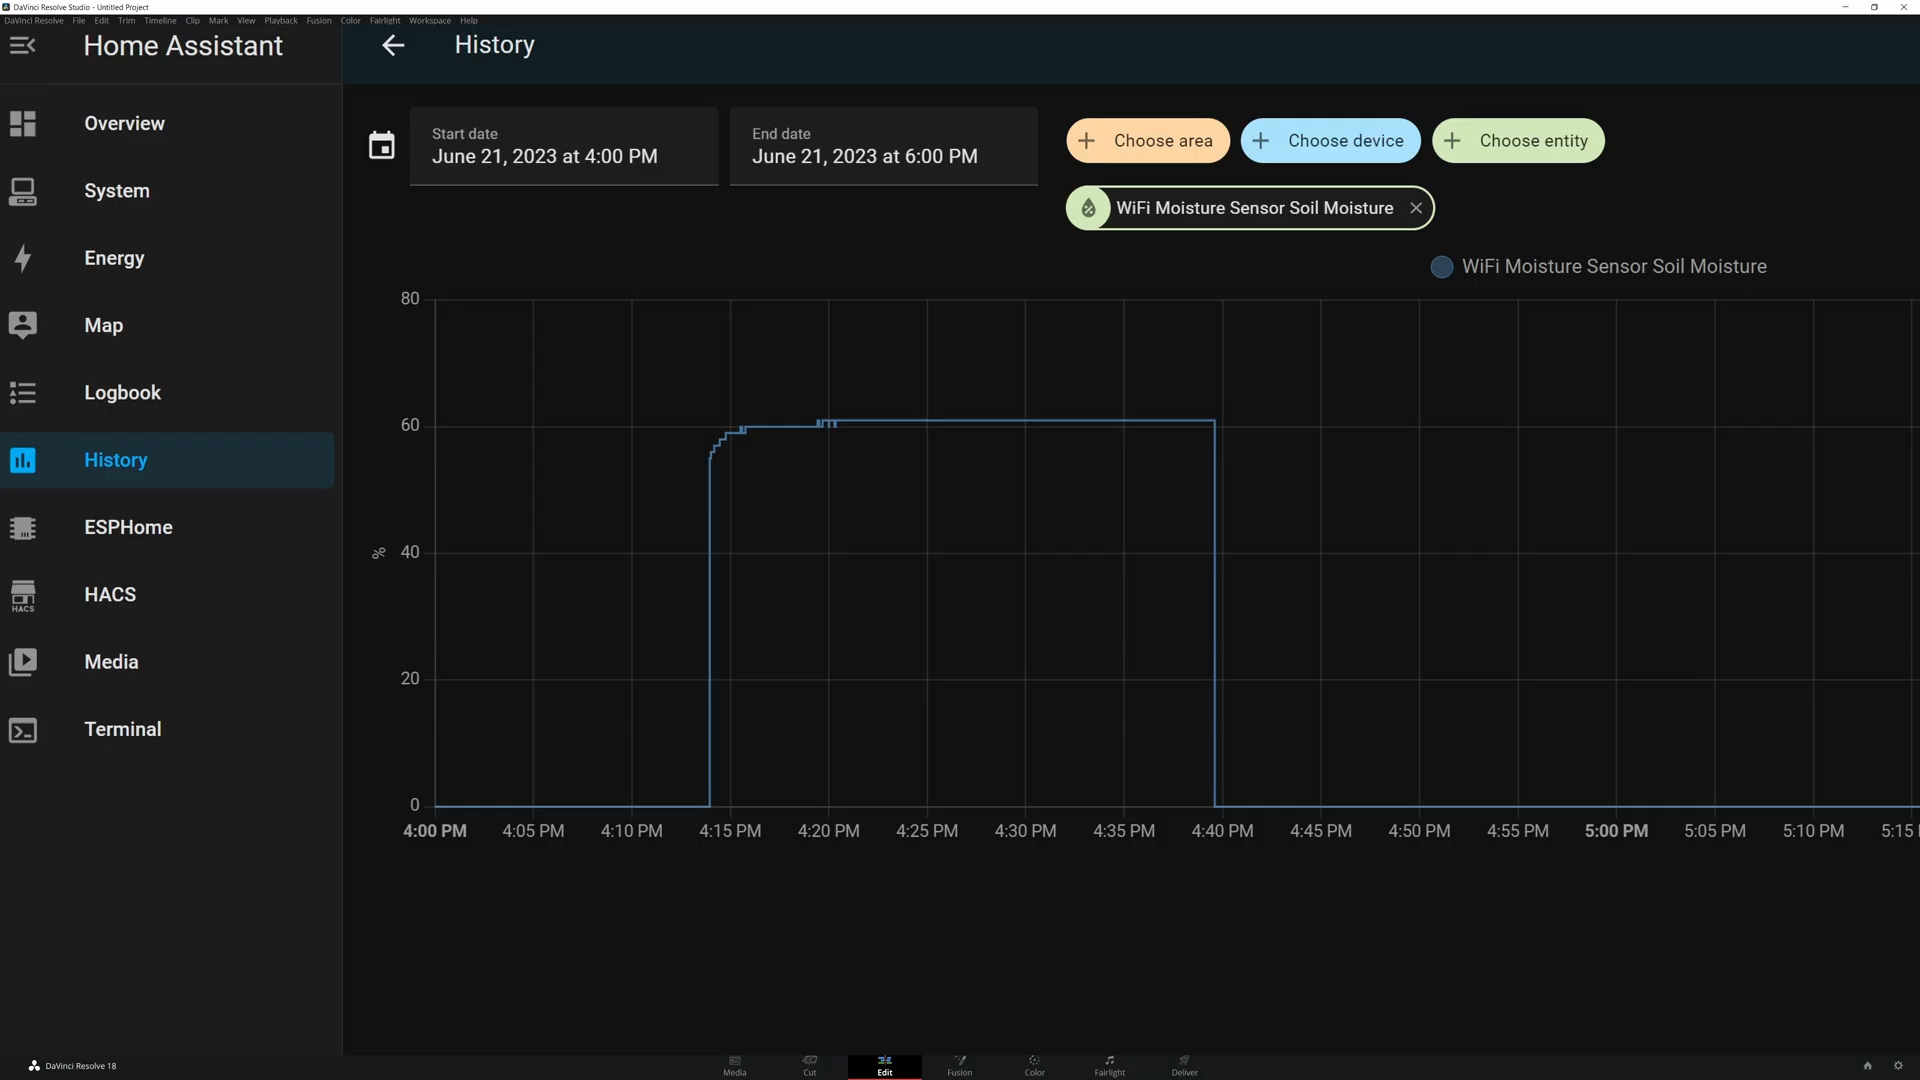 DaVinci Resolve Studio - Untitled Project
DaVinci Resolve File Edit Trim Timeline Clip Mark View Playback Fusion Color Fairlight Workspace Help
Home Assistant
History
Overview
System
Energy
Map
Logbook
History
ESPHome
HACS
HACS
Media
Terminal
Start date
June 21, 2023 at 4:00 PM
End date
June 21, 2023 at 6:00 PM
Choose area
Choose device
Choose entity
WiFi Moisture Sensor Soil Moisture
WiFi Moisture Sensor Soil Moisture
80
60
%
40
20
0
4:00 PM 4:05 PM 4:10 PM 4:15 PM 4:20 PM 4:25 PM 4:30 PM 4:35 PM 4:40 PM 4:45 PM 4:50 PM 4:55 PM 5:00 PM 5:05 PM 5:10 PM 5:15
DaVinci Resolve 18
Media Cut Edit Fusion Color Fairlight Deliver